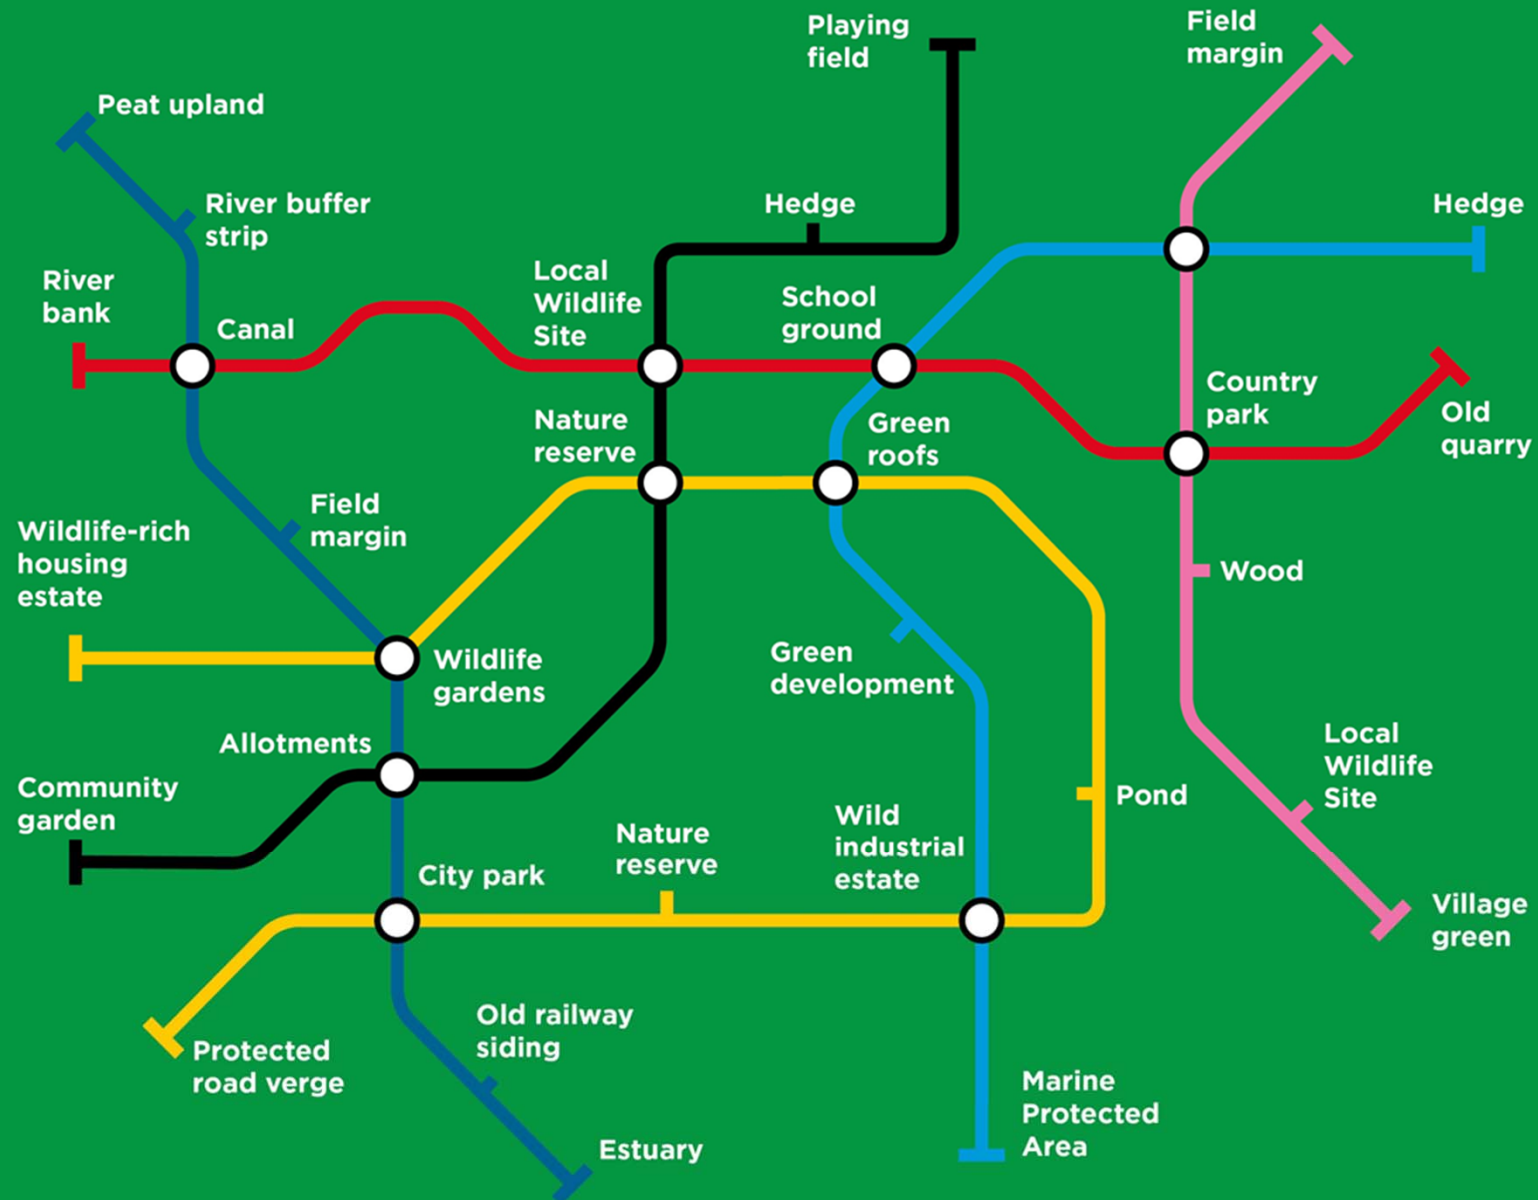 Playing
field
Field
margin
Peat upland
River buffer
strip
Hedge
Hedge
River
bank
Local
Wildlife
Site
School
ground
Canal
Country
park
Old
quarry
Nature
reserve
Green
roofs
Field
margin
Wildlife-rich
housing
estate
Wood
Wildlife
gardens
Green
development
Allotments
Local
Wildlife
Site
Community
garden
Pond
Nature
reserve
Wild
industrial
estate
City park
Village
green
Old railway
siding
Protected
road verge
Marine
Protected
Area
Estuary